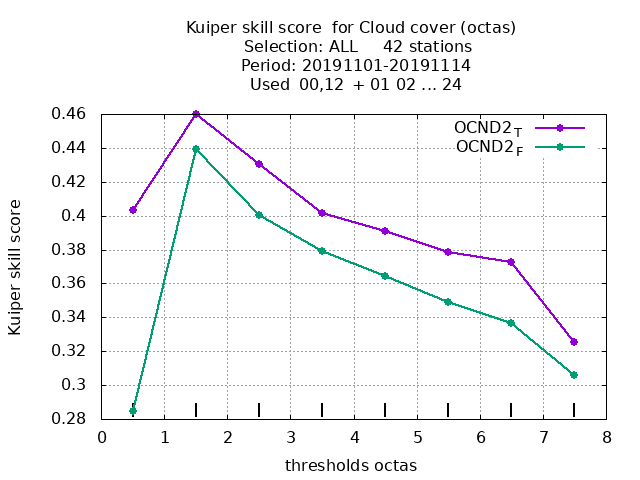 Kuiper skill score  for Cloud cover (octas)
Selection: ALL     42 stations
Period: 20191101-20191114
Used  00,12  + 01 02 ... 24
OCND2T
OCND2F
0.46
0.44
0.42
0.4
0.38
0.36
0.34
0.32
0.3
0.28
Kuiper skill score
0 1 2 3 4 5 6 7 8
thresholds octas